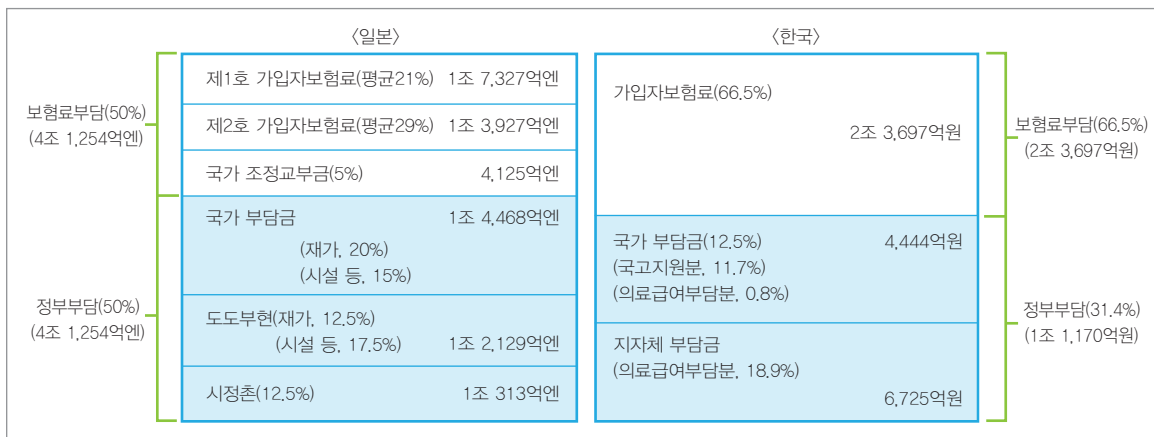 〈일본〉
〈한국〉
보험료부담(50%)
(4조 1,254억엔)
정부부담(50%)
(4조 1,254억엔)
제1호 가입자보험료(평균21%) 1조 7,327억엔
제2호 가입자보험료(평균29%) 1조 3,927억엔
국가 조정교부금(5%) 4,125억엔
국가 부담금 1조 4,468억엔
(재가, 20%)
(시설 등, 15%)
도도부현(재가, 12.5%)
(시설 등, 17.5%) 1조 2,129억엔
시정촌(12.5%) 1조 313억엔
가입자보험료(66.5%)
2조 3,697억원
국가 부담금(12.5%) 4,444억원
(국고지원분, 11.7%)
(의료급여부담분, 0.8%)
지자체 부담금
(의료급여부담분, 18.9%)
6,725억원
보험료부담(66.5%)
(2조 3,697억원)
정부부담(31.4%)
(1조 1,170억원)